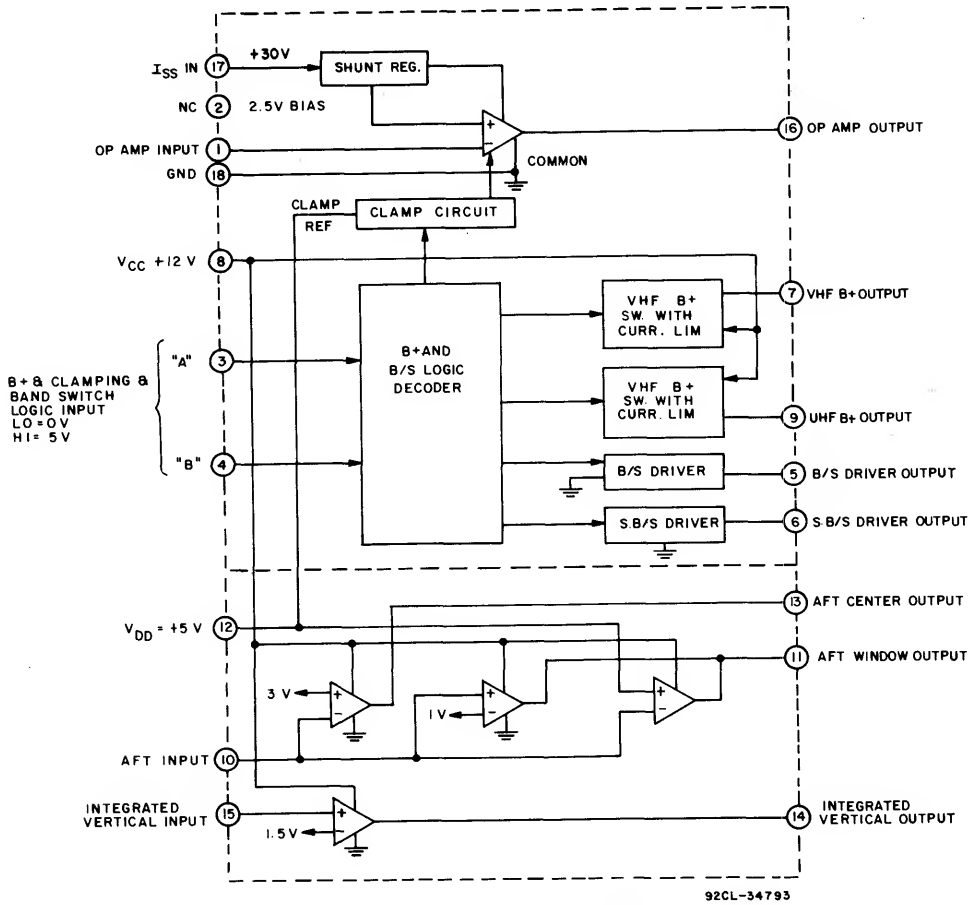 +30V
I_SS IN 17
SHUNT REG.
NC 2 2.5V BIAS
+
−
OP AMP INPUT 1
16 OP AMP OUTPUT
GND 18
COMMON
CLAMP
REF
CLAMP CIRCUIT
V_CC +12 V 8
VHF B+
SW. WITH
CURR. LIM
7 VHF B+ OUTPUT
B+ & CLAMPING &
BAND SWITCH
LOGIC INPUT
LO = 0 V
HI = 5 V
"A" 3
"B" 4
B+ AND
B/S LOGIC
DECODER
VHF B+
SW. WITH
CURR. LIM
9 UHF B+ OUTPUT
B/S DRIVER
5 B/S DRIVER OUTPUT
S.B/S DRIVER
6 S.B/S DRIVER OUTPUT
13 AFT CENTER OUTPUT
V_DD = +5 V 12
11 AFT WINDOW OUTPUT
3 V
+
−
1 V
+
−
+
−
AFT INPUT 10
INTEGRATED
VERTICAL INPUT 15
+
−
1.5V
14 INTEGRATED
VERTICAL OUTPUT
92CL-34793